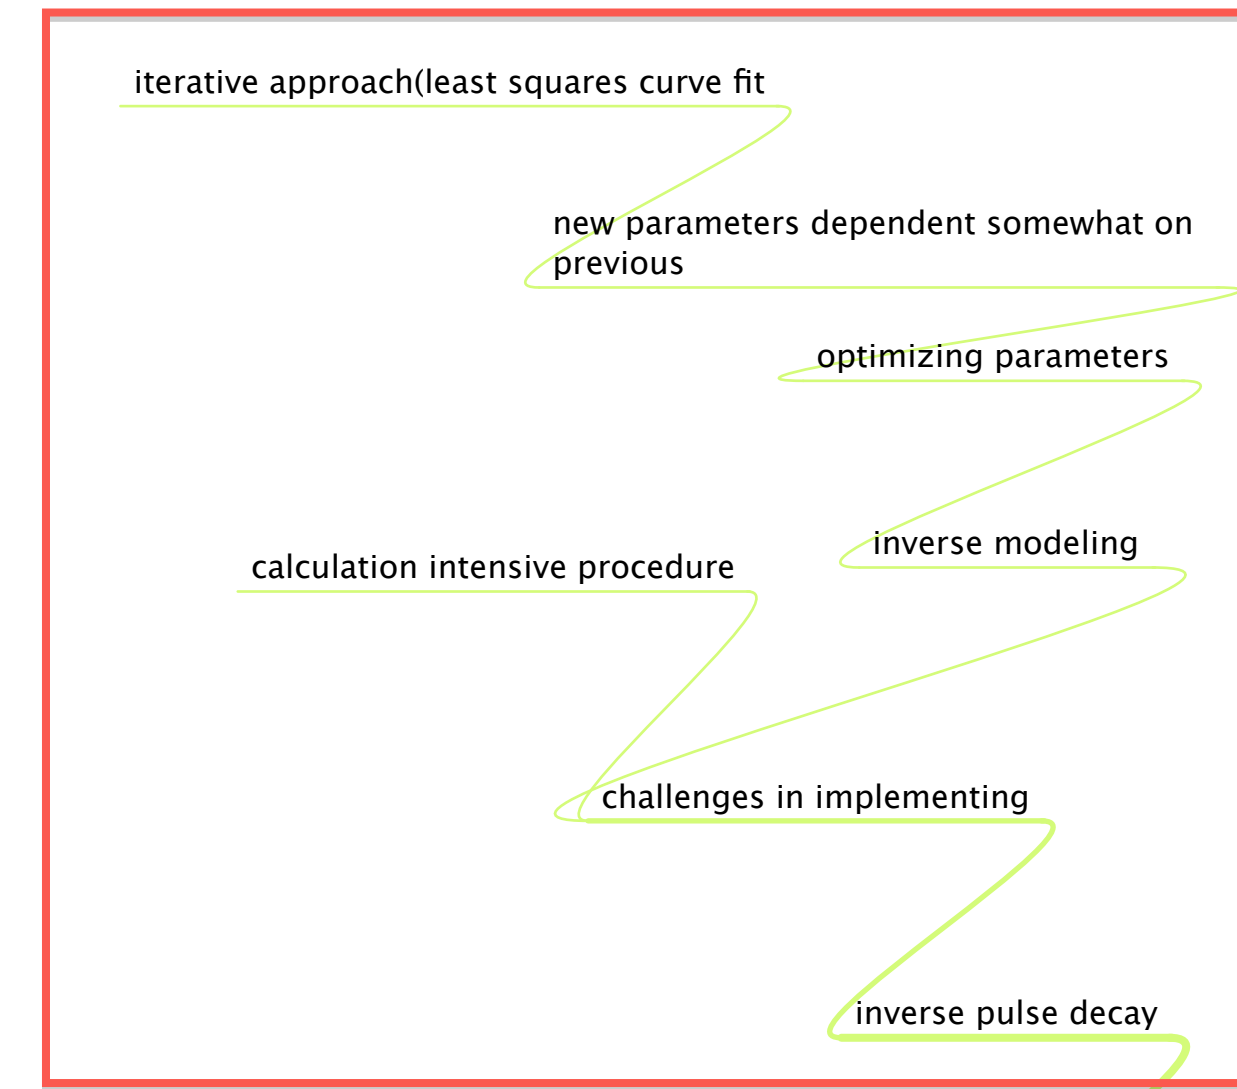 iterative approach(least squares curve fit
new parameters dependent somewhat on
previous
optimizing parameters
inverse modeling
calculation intensive procedure
challenges in implementing
inverse pulse decay